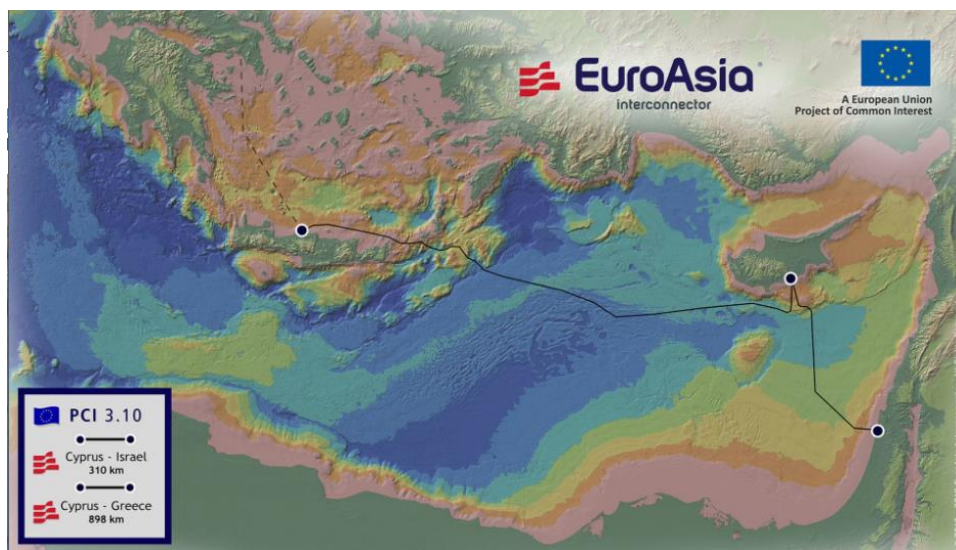 EuroAsia
interconnector
A European Union
Project of Common Interest
PCI 3.10
Cyprus - Israel
310 km
Cyprus - Greece
898 km